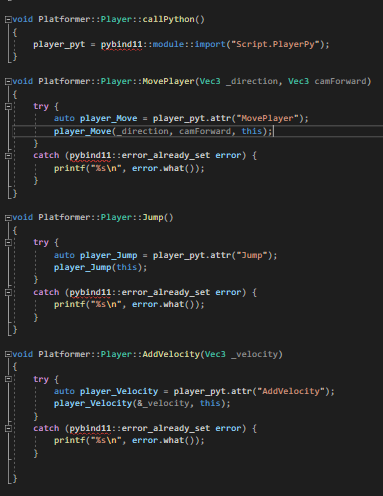 void Platformer::Player::callPython()
{
    player_pyt = pybind11::module::import("Script.PlayerPy");
}
void Platformer::Player::MovePlayer(Vec3 _direction, Vec3 camForward)
{
    try {
        auto player_Move = player_pyt.attr("MovePlayer");
        player_Move(_direction, camForward, this);
    }
    catch (pybind11::error_already_set error) {
        printf("%s\n", error.what());
    }
}
void Platformer::Player::Jump()
{
    try {
        auto player_Jump = player_pyt.attr("Jump");
        player_Jump(this);
    }
    catch (pybind11::error_already_set error) {
        printf("%s\n", error.what());
    }
}
void Platformer::Player::AddVelocity(Vec3 _velocity)
{
    try {
        auto player_Velocity = player_pyt.attr("AddVelocity");
        player_Velocity(&_velocity, this);
    }
    catch (pybind11::error_already_set error) {
        printf("%s\n", error.what());
    }
}